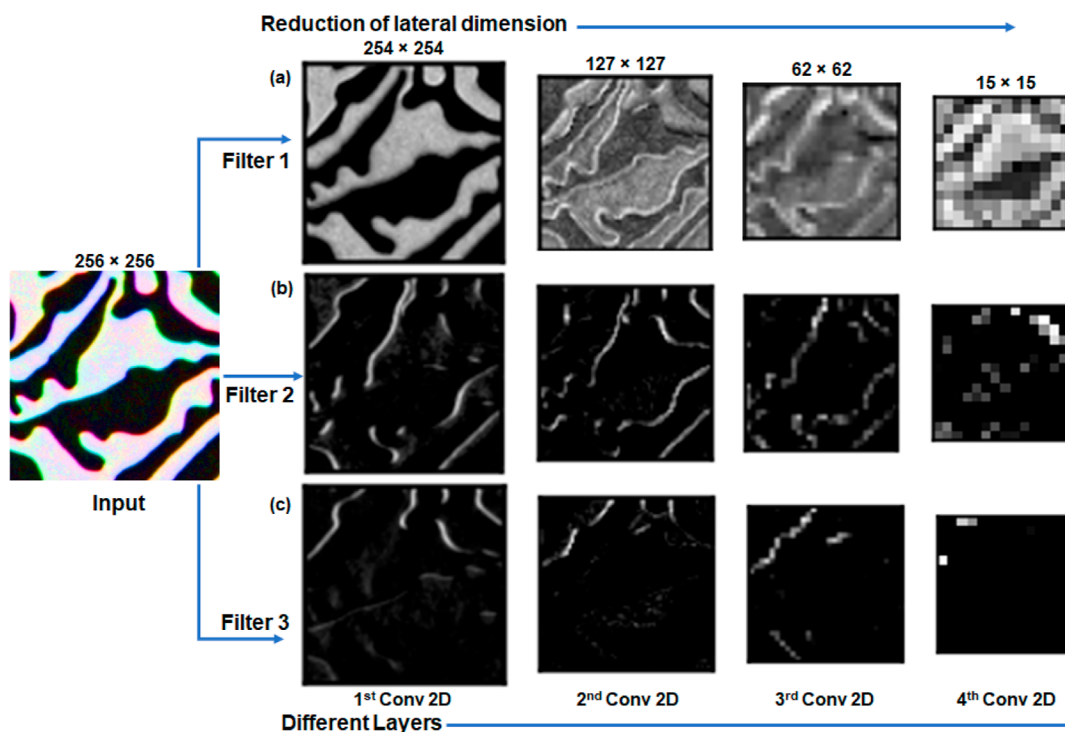 Reduction of lateral dimension
254 × 254
127 × 127
62 × 62
15 × 15
(a)
Filter 1
256 × 256
(b)
Filter 2
Input
(c)
Filter 3
1st Conv 2D
2nd Conv 2D
3rd Conv 2D
4th Conv 2D
Different Layers